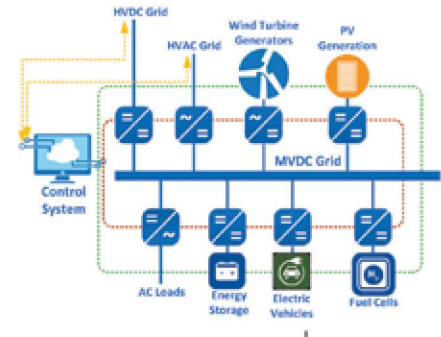 HVDC Grid
HVAC Grid
Wind Turbine
Generators
PV
Generation
MVDC Grid
Control
System
AC Loads
Energy
Storage
Electric
Vehicles
Fuel Cells